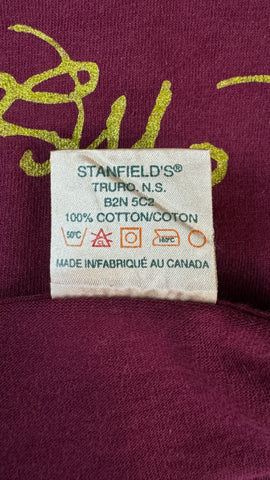 STANFIELD'S®
TRURO. N.S.
B2N 5C2
100% COTTON/COTON
50°C
MADE IN/FABRIQUÉ AU CANADA